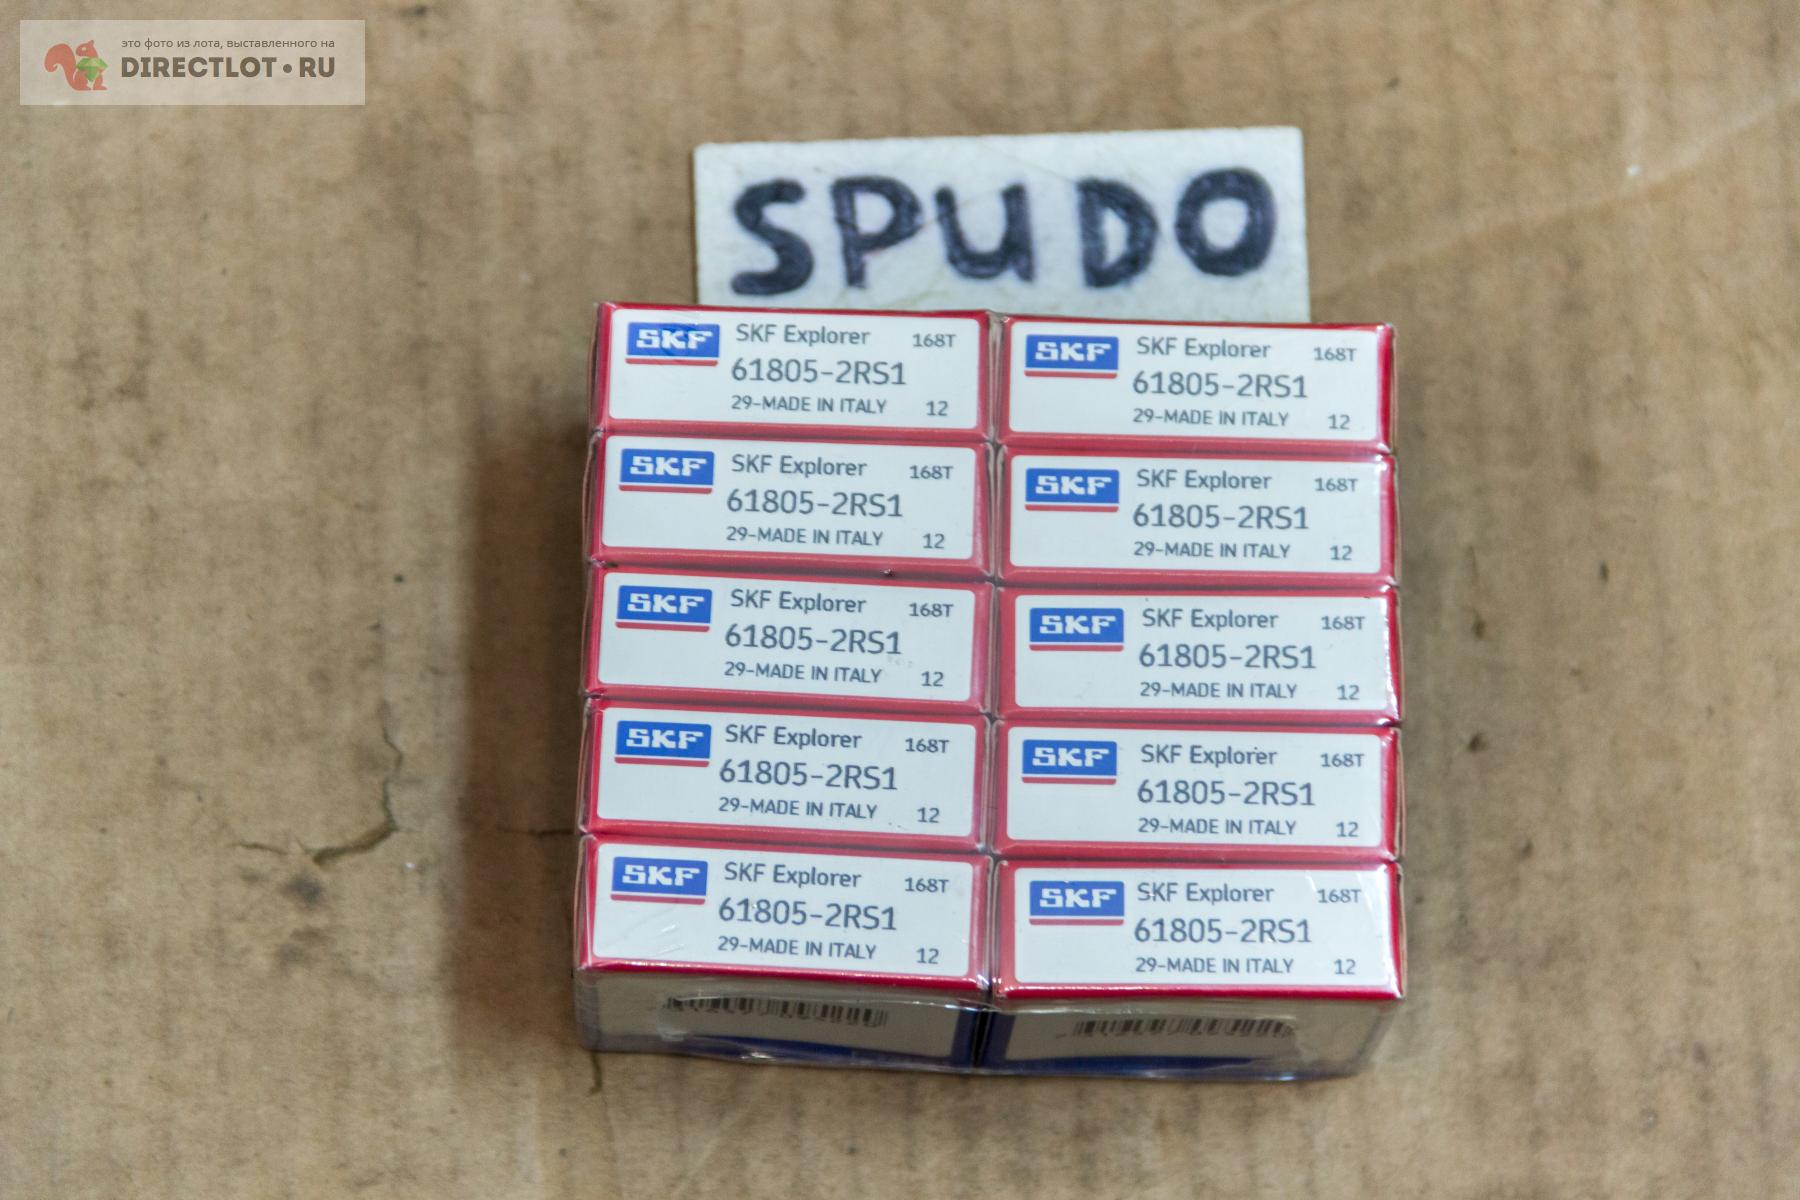 это фото из лота, выставленного на
DIRECTLOT•RU
SPUDO
SKF SKF Explorer 168T
61805-2RS1
29-MADE IN ITALY 12
SKF SKF Explorer 168T
61805-2RS1
29-MADE IN ITALY 12
SKF SKF Explorer 168T
61805-2RS1
29-MADE IN ITALY 12
SKF SKF Explorer 168T
61805-2RS1
29-MADE IN ITALY 12
SKF SKF Explorer 168T
61805-2RS1
29-MADE IN ITALY 12
SKF SKF Explorer 168T
61805-2RS1
29-MADE IN ITALY 12
SKF SKF Explorer 168T
61805-2RS1
29-MADE IN ITALY 12
SKF SKF Explorer 168T
61805-2RS1
29-MADE IN ITALY 12
SKF SKF Explorer 168T
61805-2RS1
29-MADE IN ITALY 12
SKF SKF Explorer 168T
61805-2RS1
29-MADE IN ITALY 12